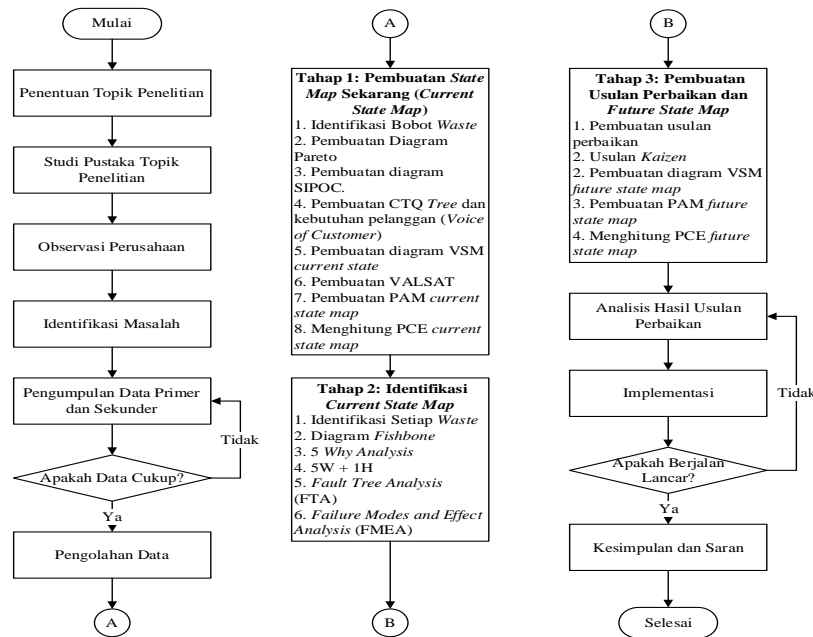 Mulai
Penentuan Topik Penelitian
Studi Pustaka Topik
Penelitian
Observasi Perusahaan
Identifikasi Masalah
Pengumpulan Data Primer
dan Sekunder
Tidak
Apakah Data Cukup?
Ya
Pengolahan Data
A
A
Tahap 1: Pembuatan State
Map Sekarang (Current
State Map)
1. Identifikasi Bobot Waste
2. Pembuatan Diagram
Pareto
3. Pembuatan diagram
SIPOC.
4. Pembuatan CTQ Tree dan
kebutuhan pelanggan (Voice
of Customer)
5. Pembuatan diagram VSM
current state
6. Pembuatan VALSAT
7. Pembuatan PAM current
state map
8. Menghitung PCE current
state map
Tahap 2: Identifikasi
Current State Map
1. Identifikasi Setiap Waste
2. Diagram Fishbone
3. 5 Why Analysis
4. 5W + 1H
5. Fault Tree Analysis
(FTA)
6. Failure Modes and Effect
Analysis (FMEA)
B
B
Tahap 3: Pembuatan
Usulan Perbaikan dan
Future State Map
1. Pembuatan usulan
perbaikan
2. Usulan Kaizen
2. Pembuatan diagram VSM
future state map
3. Pembuatan PAM future
state map
4. Menghitung PCE future
state map
Analisis Hasil Usulan
Perbaikan
Implementasi
Tidak
Apakah Berjalan
Lancar?
Ya
Kesimpulan dan Saran
Selesai